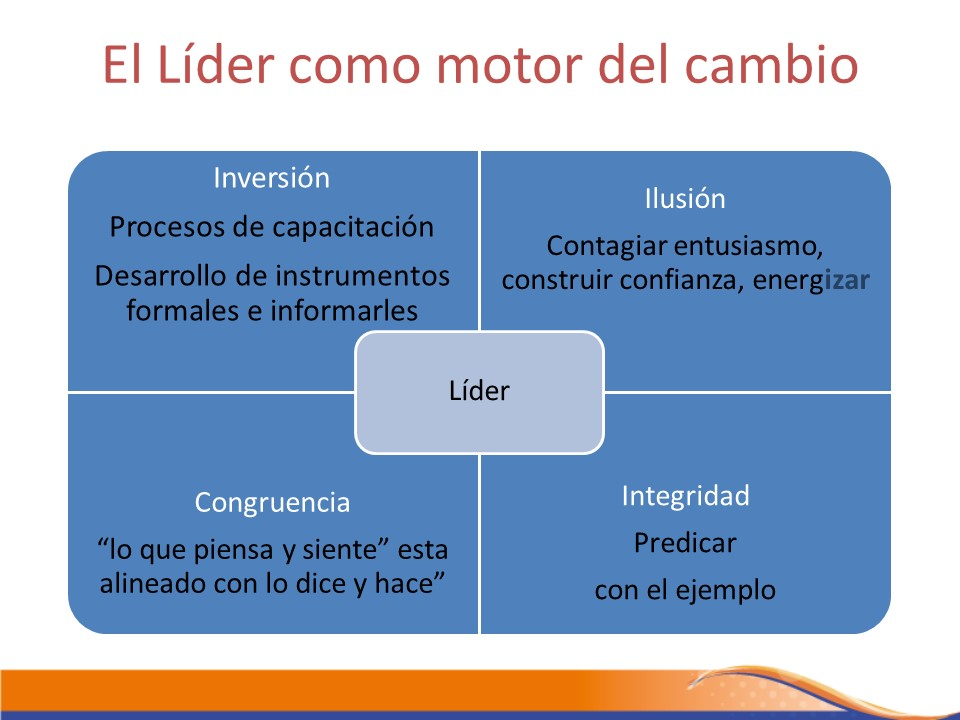 El Líder como motor del cambio
Inversión
Procesos de capacitación
Desarrollo de instrumentos
formales e informarles
Ilusión
Contagiar entusiasmo,
construir confianza, energizar
Líder
Congruencia
“lo que piensa y siente” esta
alineado con lo dice y hace”
Integridad
Predicar
con el ejemplo